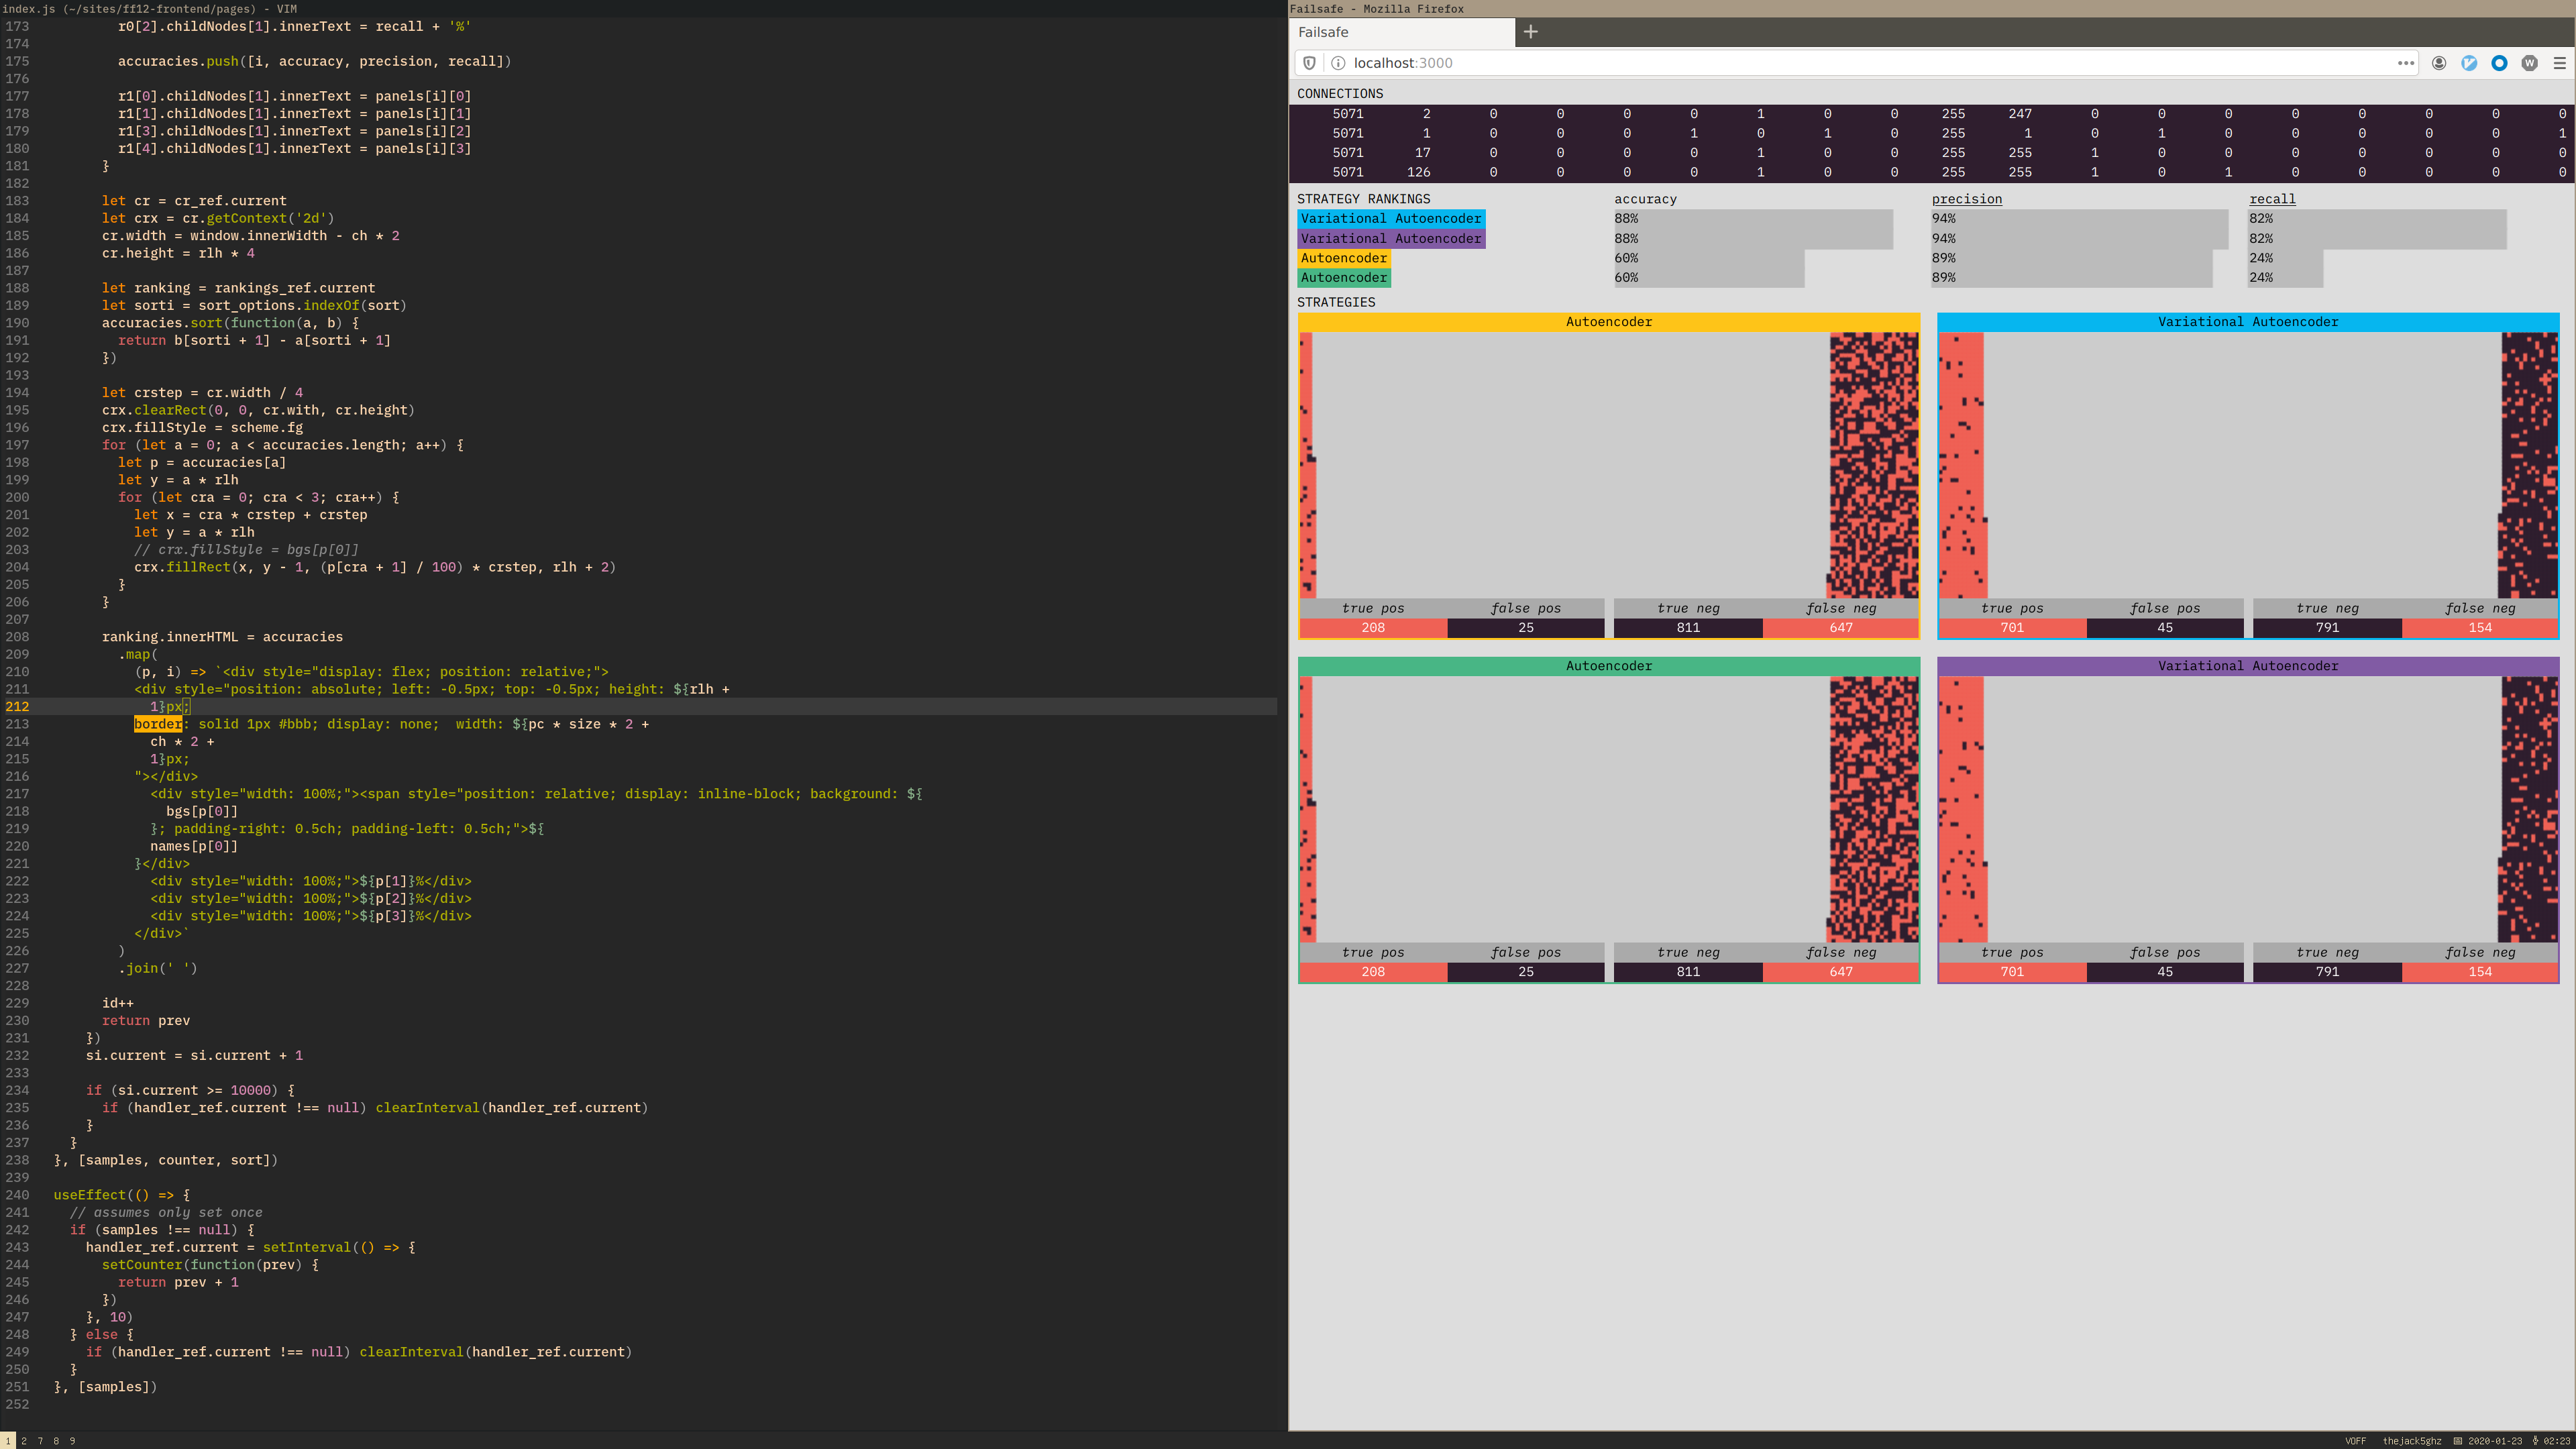 index.js (~/sites/ff12-frontend/pages) - VIM
173 r0[2].childNodes[1].innerText = recall + '%'
174
175 accuracies.push([i, accuracy, precision, recall])
176
177 r1[0].childNodes[1].innerText = panels[i][0]
178 r1[1].childNodes[1].innerText = panels[i][1]
179 r1[3].childNodes[1].innerText = panels[i][2]
180 r1[4].childNodes[1].innerText = panels[i][3]
181 }
182
183 let cr = cr_ref.current
184 let crx = cr.getContext('2d')
185 cr.width = window.innerWidth - ch * 2
186 cr.height = rlh * 4
187
188 let ranking = rankings_ref.current
189 let sorti = sort_options.indexOf(sort)
190 accuracies.sort(function(a, b) {
191 return b[sorti + 1] - a[sorti + 1]
192 })
193
194 let crstep = cr.width / 4
195 crx.clearRect(0, 0, cr.with, cr.height)
196 crx.fillStyle = scheme.fg
197 for (let a = 0; a < accuracies.length; a++) {
198 let p = accuracies[a]
199 let y = a * rlh
200 for (let cra = 0; cra < 3; cra++) {
201 let x = cra * crstep + crstep
202 let y = a * rlh
203 // crx.fillStyle = bgs[p[0]]
204 crx.fillRect(x, y - 1, (p[cra + 1] / 100) * crstep, rlh + 2)
205 }
206 }
207
208 ranking.innerHTML = accuracies
209 .map(
210 (p, i) => `<div style="display: flex; position: relative;">
211 <div style="position: absolute; left: -0.5px; top: -0.5px; height: ${rlh +
212 1}px;
213 border: solid 1px #bbb; display: none;  width: ${pc * size * 2 +
214 ch * 2 +
215 1}px;
216 "></div>
217 <div style="width: 100%;"><span style="position: relative; display: inline-block; background: ${
218 bgs[p[0]]
219 }; padding-right: 0.5ch; padding-left: 0.5ch;">${
220 names[p[0]]
221 }</div>
222 <div style="width: 100%;">${p[1]}%</div>
223 <div style="width: 100%;">${p[2]}%</div>
224 <div style="width: 100%;">${p[3]}%</div>
225 </div>`
226 )
227 .join(' ')
228
229 id++
230 return prev
231 })
232 si.current = si.current + 1
233
234 if (si.current >= 10000) {
235 if (handler_ref.current !== null) clearInterval(handler_ref.current)
236 }
237 }
238 }, [samples, counter, sort])
239
240 useEffect(() => {
241 // assumes only set once
242 if (samples !== null) {
243 handler_ref.current = setInterval(() => {
244 setCounter(function(prev) {
245 return prev + 1
246 })
247 }, 10)
248 } else {
249 if (handler_ref.current !== null) clearInterval(handler_ref.current)
250 }
251 }, [samples])
252
Failsafe - Mozilla Firefox
Failsafe
localhost:3000
CONNECTIONS
5071 2 0 0 0 0 1 0 0 255 247 0 0 0 0 0 0 0 0
5071 1 0 0 0 1 0 1 0 255 1 0 1 0 0 0 0 0 1
5071 17 0 0 0 0 1 0 0 255 255 1 0 0 0 0 0 0 0
5071 126 0 0 0 0 1 0 0 255 255 1 0 1 0 0 0 0 0
STRATEGY RANKINGS accuracy precision recall
Variational Autoencoder 88% 94% 82%
Variational Autoencoder 88% 94% 82%
Autoencoder 60% 89% 24%
Autoencoder 60% 89% 24%
STRATEGIES
Autoencoder Variational Autoencoder
true pos false pos true neg false neg true pos false pos true neg false neg
208 25 811 647 701 45 791 154
Autoencoder Variational Autoencoder
true pos false pos true neg false neg true pos false pos true neg false neg
208 25 811 647 701 45 791 154
1 2 7 8 9
VOFF thejack5ghz 2020-01-23 02:23